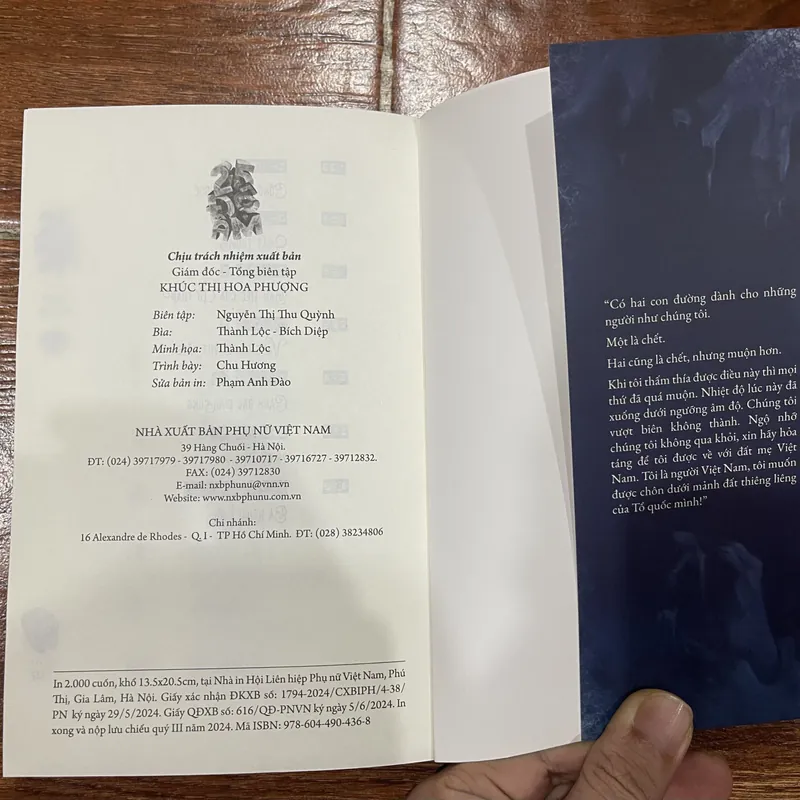 Chịu trách nhiệm xuất bản
Giám đốc - Tổng biên tập
KHÚC THỊ HOA PHƯỢNG
Biên tập: Nguyễn Thị Thu Quỳnh
Bìa: Thành Lộc - Bích Diệp
Minh họa: Thành Lộc
Trình bày: Chu Hương
Sửa bản in: Phạm Anh Đào
NHÀ XUẤT BẢN PHỤ NỮ VIỆT NAM
39 Hàng Chuối - Hà Nội.
ĐT: (024) 39717979 - 39717980 - 39710717 - 39716727 - 39712832.
FAX: (024) 39712830
E-mail: nxbphunu@vnn.vn
Website: www.nxbphunu.com.vn
Chi nhánh:
16 Alexandre de Rhodes - Q. I - TP Hồ Chí Minh. ĐT: (028) 38234806
In 2.000 cuốn, khổ 13.5x20.5cm, tại Nhà in Hội Liên hiệp Phụ nữ Việt Nam, Phú
Thị, Gia Lâm, Hà Nội. Giấy xác nhận ĐKXB số: 1794-2024/CXBIPH/4-38/
PN ký ngày 29/5/2024. Giấy QĐXB số: 616/QĐ-PNVN ký ngày 5/6/2024. In
xong và nộp lưu chiểu quý III năm 2024. Mã ISBN: 978-604-490-436-8
“Có hai con đường dành cho những
người như chúng tôi.
Một là chết.
Hai cũng là chết, nhưng muộn hơn.
Khi tôi thấm thía được điều này thì mọi
thứ đã quá muộn. Nhiệt độ lúc này đã
xuống dưới ngưỡng âm độ. Chúng tôi
vượt biên không thành. Ngộ nhỡ
chúng tôi không qua khỏi, xin hãy hỏa
táng để tôi được về với đất mẹ Việt
Nam. Tôi là người Việt Nam, tôi muốn
được chôn dưới mảnh đất thiêng liêng
của Tổ quốc mình!”